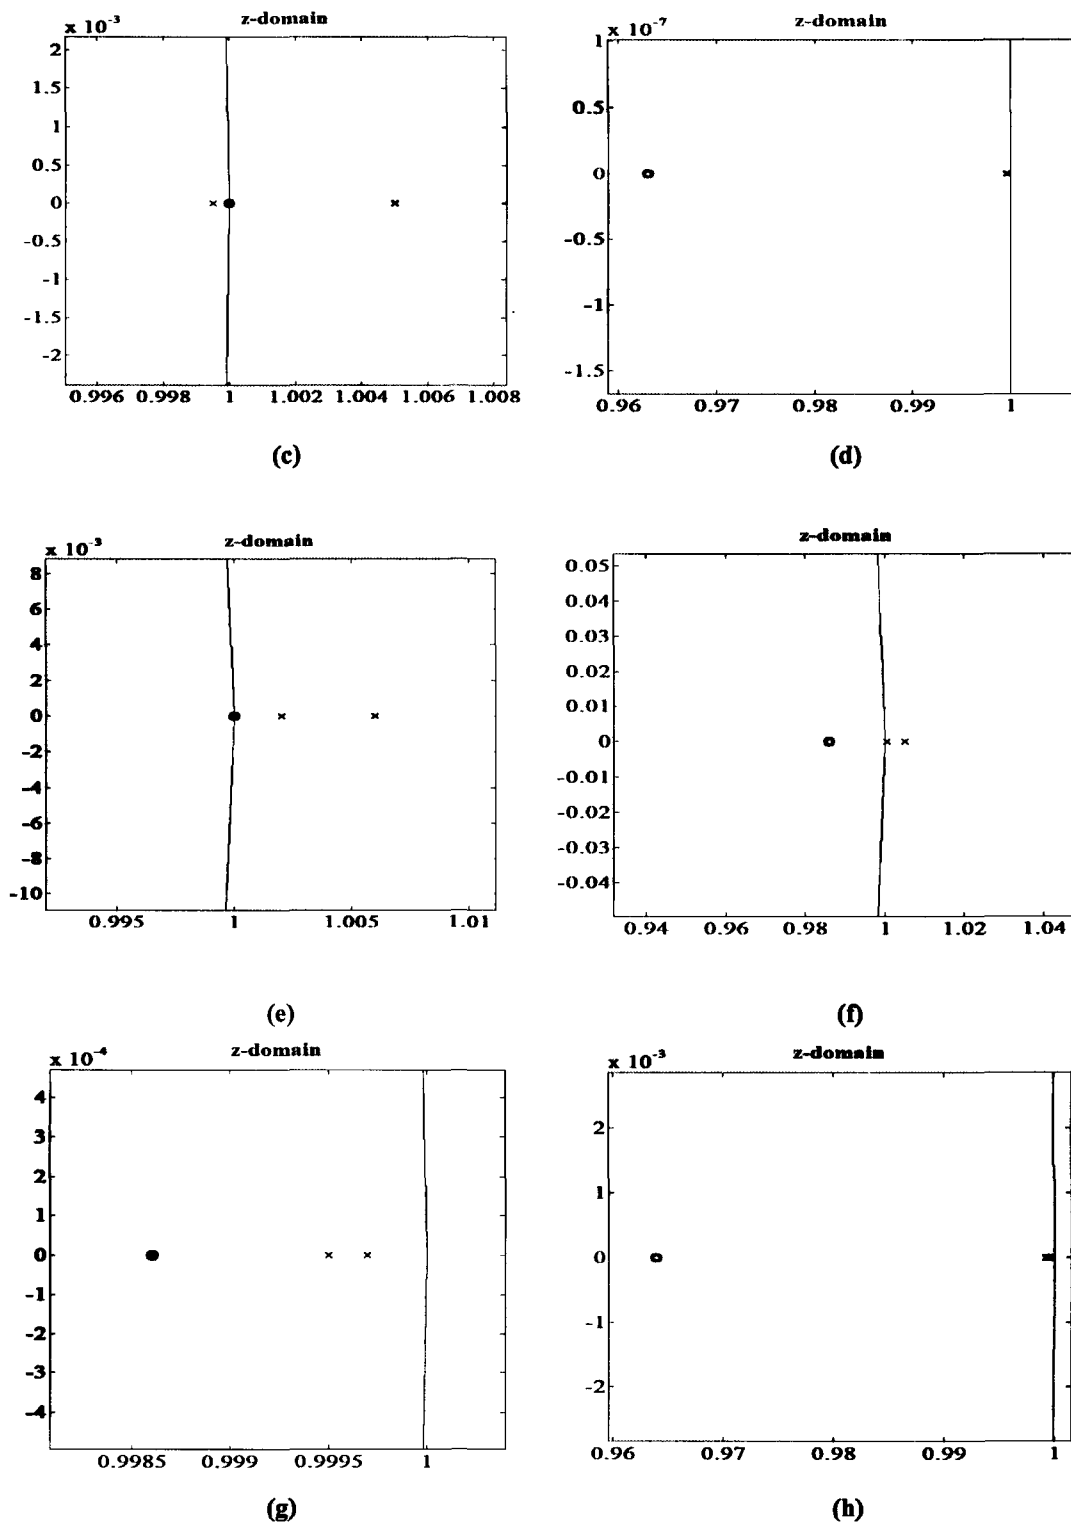 x 10⁻³ z-domain
2
1.5
1
0.5
0
-0.5
-1
-1.5
-2
0.996 0.998 1 1.002 1.004 1.006 1.008
(c)
x 10⁻⁷ z-domain
1
0.5
0
-0.5
-1
-1.5
0.96 0.97 0.98 0.99 1
(d)
x 10⁻³ z-domain
8
6
4
2
0
-2
-4
-6
-8
-10
0.995 1 1.005 1.01
(e)
z-domain
0.05
0.04
0.03
0.02
0.01
0
-0.01
-0.02
-0.03
-0.04
0.94 0.96 0.98 1 1.02 1.04
(f)
x 10⁻⁴ z-domain
4
3
2
1
0
-1
-2
-3
-4
0.9985 0.999 0.9995 1
(g)
x 10⁻³ z-domain
2
1
0
-1
-2
0.96 0.97 0.98 0.99 1
(h)